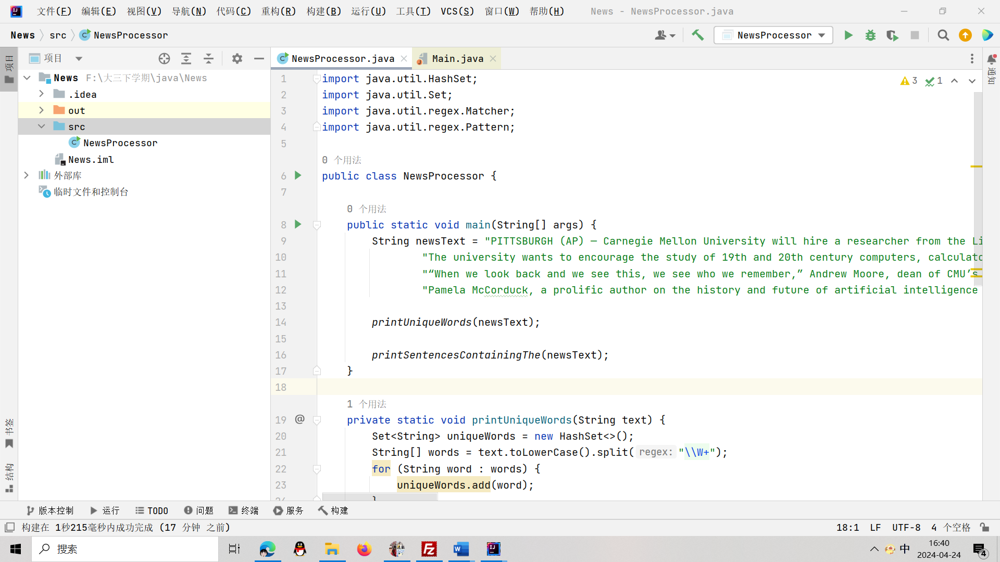 文件(F) 编辑(E) 视图(V) 导航(N) 代码(C) 重构(R) 构建(B) 运行(U) 工具(T) VCS(S) 窗口(W) 帮助(H) News - NewsProcessor.java
News src NewsProcessor
NewsProcessor
项目
NewsProcessor.java Main.java
项目
通知
News F:\大三下学期\java\News
.idea
out
src
NewsProcessor
News.iml
外部库
临时文件和控制台
书签
结构
3 1
1 import java.util.HashSet;
2 import java.util.Set;
3 import java.util.regex.Matcher;
4 import java.util.regex.Pattern;
5
0 个用法
6 public class NewsProcessor {
7
0 个用法
8 public static void main(String[] args) {
9 String newsText = "PITTSBURGH (AP) — Carnegie Mellon University will hire a researcher from the Li
10 "The university wants to encourage the study of 19th and 20th century computers, calculato
11 "“When we look back and we see this, we see who we remember,” Andrew Moore, dean of CMU’s
12 "Pamela McCorduck, a prolific author on the history and future of artificial intelligence
13
14 printUniqueWords(newsText);
15
16 printSentencesContainingThe(newsText);
17 }
18
1 个用法
19 @ private static void printUniqueWords(String text) {
20 Set<String> uniqueWords = new HashSet<>();
21 String[] words = text.toLowerCase().split( regex: "\\W+");
22 for (String word : words) {
23 uniqueWords.add(word);
24 }
版本控制 运行 TODO 问题 终端 服务 构建
构建在 1秒215毫秒内成功完成 (17 分钟 之前) 18:1 LF UTF-8 4 个空格
搜索
中
16:40
2024-04-24
4